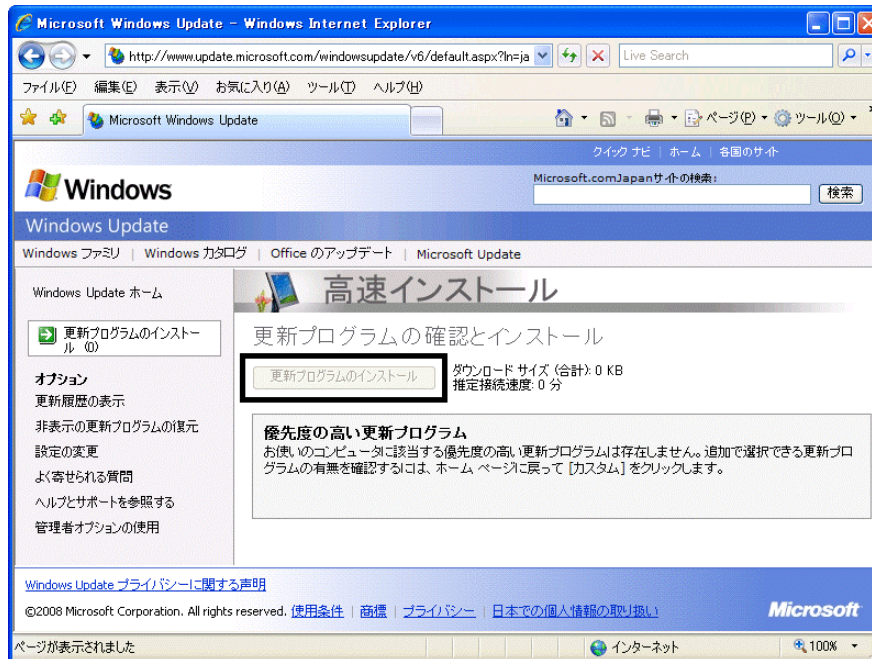 Microsoft Windows Update - Windows Internet Explorer
http://www.update.microsoft.com/windowsupdate/v6/default.aspx?ln=ja
Live Search
ファイル(F) 編集(E) 表示(V) お気に入り(A) ツール(T) ヘルプ(H)
Microsoft Windows Update
ページ(P) ツール(O)
クイック ナビ | ホーム | 各国のサイト
Windows
Microsoft.comJapanサイトの検索:
検索
Windows Update
Windows ファミリ | Windows カタログ | Office のアップデート | Microsoft Update
Windows Update ホーム
更新プログラムのインストー
ル (0)
オプション
更新履歴の表示
非表示の更新プログラムの復元
設定の変更
よく寄せられる質問
ヘルプとサポートを参照する
管理者オプションの使用
高速インストール
更新プログラムの確認とインストール
更新プログラムのインストール
ダウンロード サイズ (合計): 0 KB
推定接続速度: 0 分
優先度の高い更新プログラム
お使いのコンピュータに該当する優先度の高い更新プログラムは存在しません。追加で選択できる更新プロ
グラムの有無を確認するには、ホーム ページに戻って [カスタム] をクリックします。
Windows Update プライバシーに関する声明
©2008 Microsoft Corporation. All rights reserved. 使用条件 | 商標 | プライバシー | 日本での個人情報の取り扱い
Microsoft
ページが表示されました
インターネット
100%